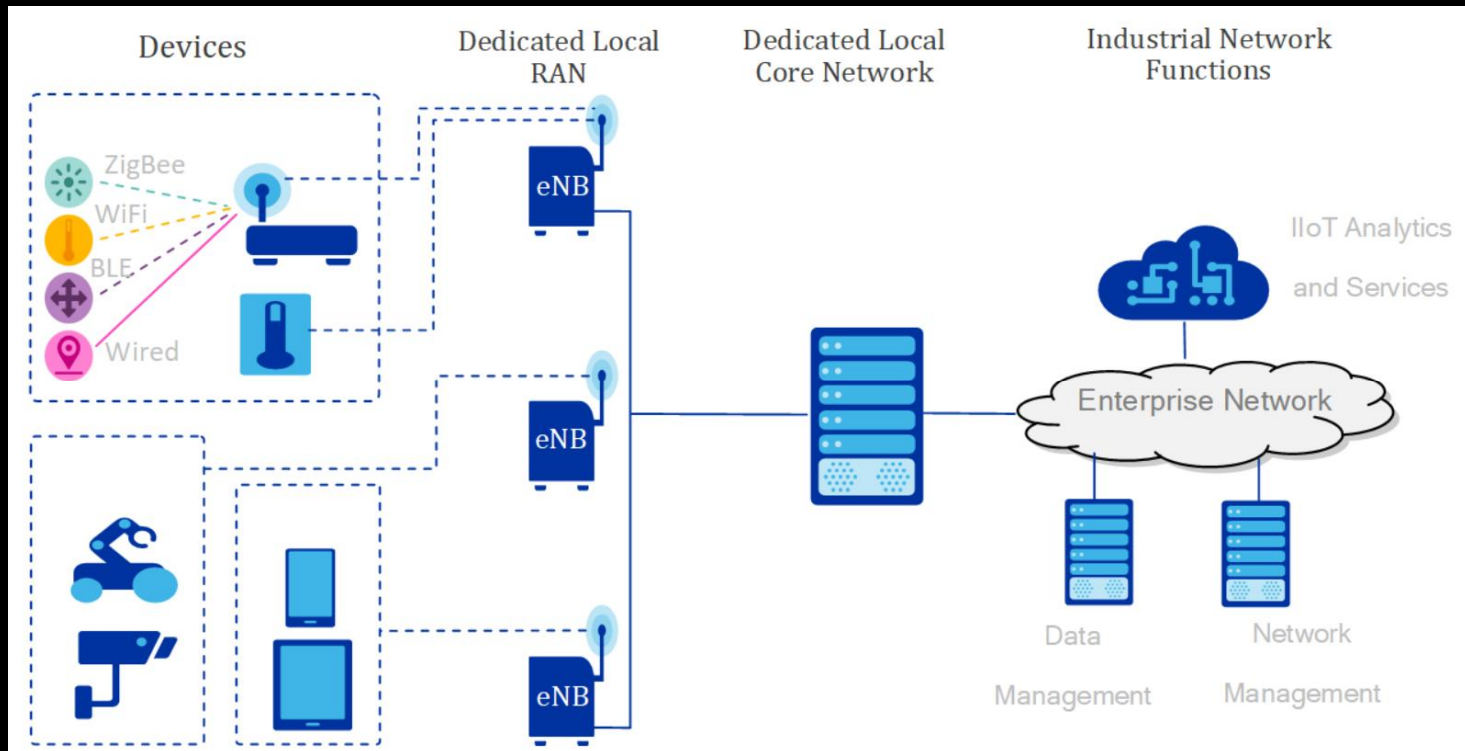 Devices
Dedicated Local
RAN
Dedicated Local
Core Network
Industrial Network
Functions
ZigBee
WiFi
BLE
Wired
eNB
eNB
eNB
IIoT Analytics
and Services
Enterprise Network
Data
Management
Network
Management